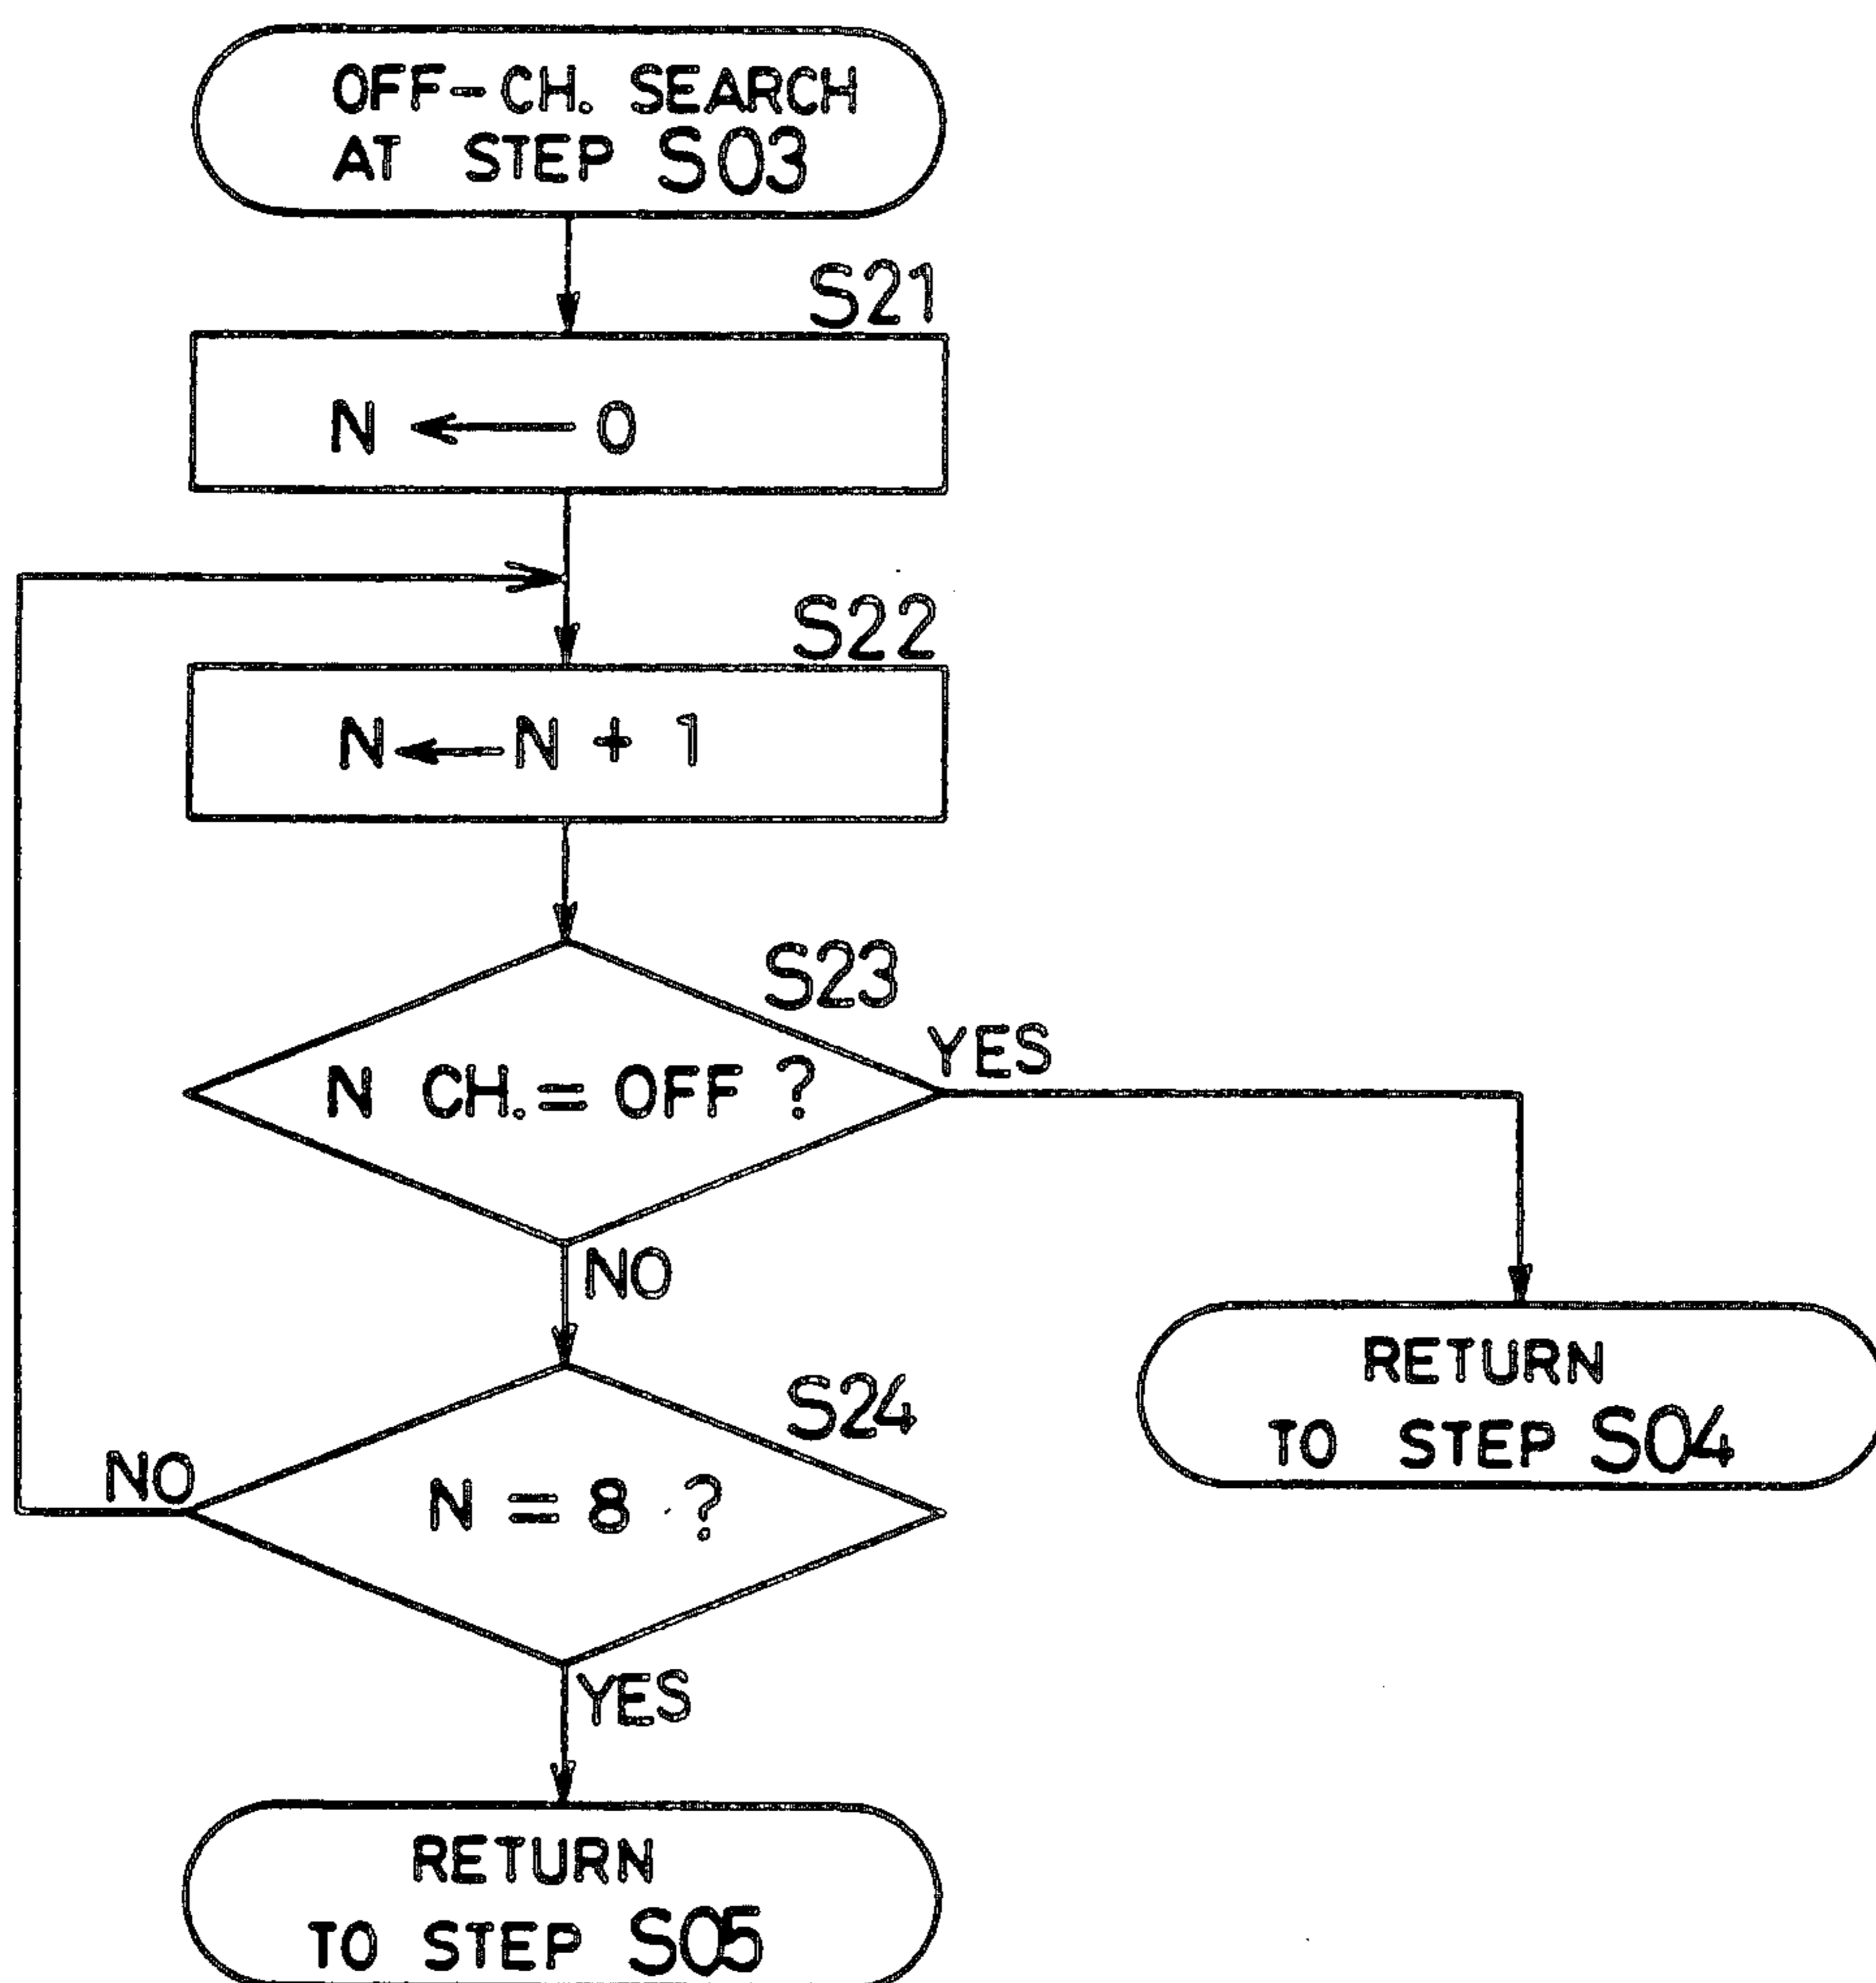 OFF-CH. SEARCH
AT STEP S03
S21
N ← 0
S22
N ← N + 1
S23
N CH. = OFF ?
YES
NO
S24
N = 8 ?
NO
YES
RETURN
TO STEP S04
RETURN
TO STEP S05